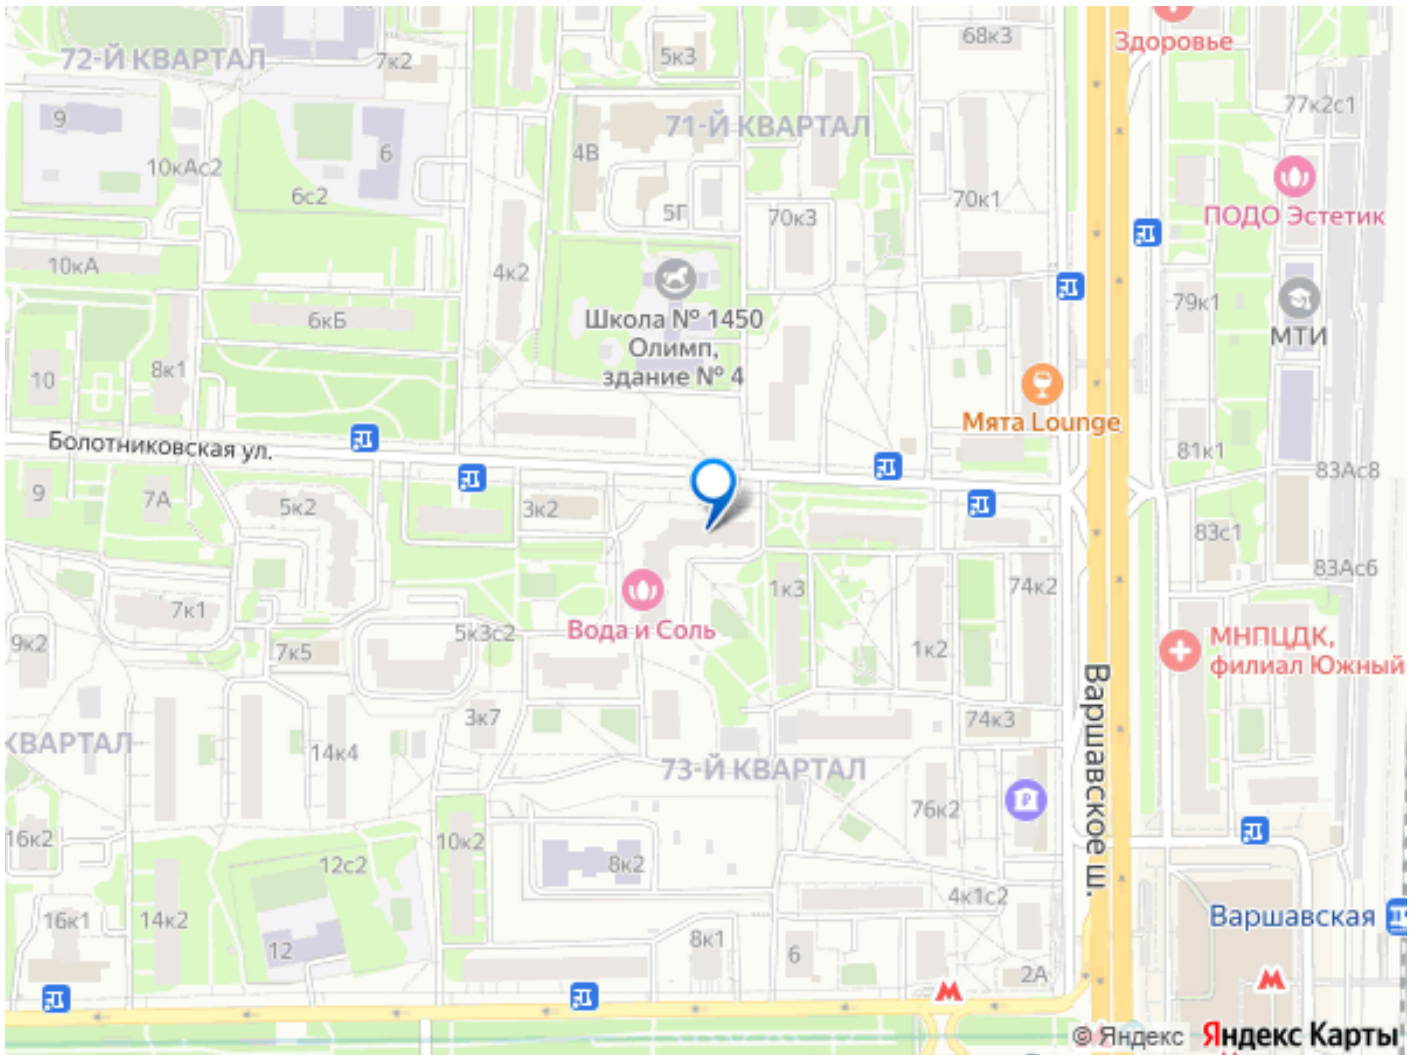 68к3
Здоровье
72-Й КВАРТАЛ
7к2
5к3
77к2с1
9
6
4В
71-Й КВАРТАЛ
10кАс2
6с2
5Г
70к3
70к1
ПОДО Эстетик
10кА
4к2
79к1
6кБ
Школа № 1450
Олимп,
здание № 4
МТИ
8к1
10
Мята Lounge
Болотниковская ул.
81к1
83Ас8
9
7А
5к2
3к2
83с1
83Ас6
7к1
1к3
74к2
Вода и Соль
9к2
5к3с2
7к5
1к2
МНПЦДК,
филиал Южный
Варшавское ш.
3к7
74к3
КВАРТАЛ
14к4
73-Й КВАРТАЛ
76к2
16к2
10к2
12с2
8к2
4к1с2
16к1
14к2
Варшавская
12
8к1
6
2А
© Яндекс Яндекс Карты